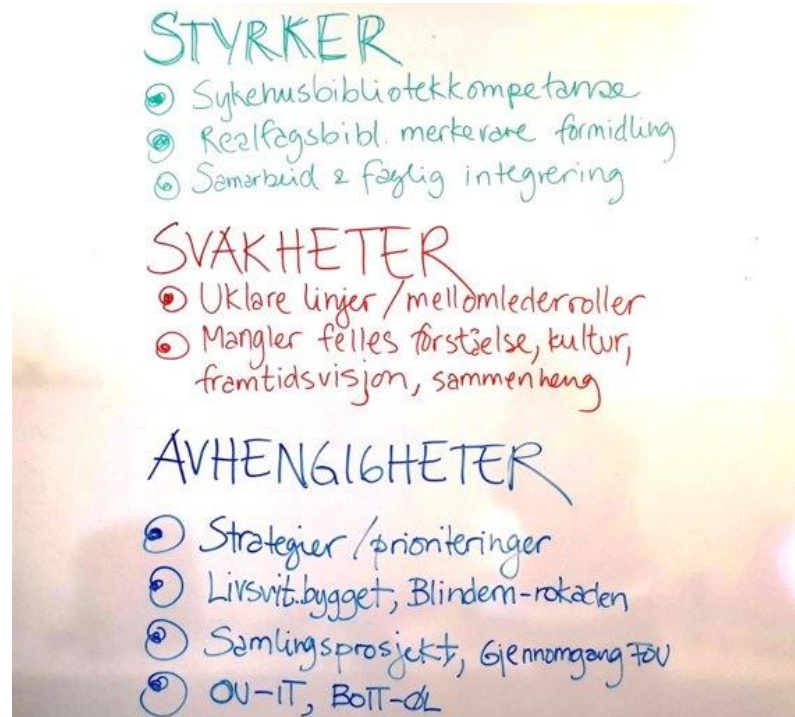 STYRKER
Sykehusbibliotekkompetanse
Realfagsbibl. merkevare formidling
Samarbeid & faglig integrering
SVAKHETER
Uklare linjer / mellomlederroller
Mangler felles forståelse, kultur,
framtidsvisjon, sammenheng
AVHENGIGHETER
Strategier / prioriteringer
Livsvit.bygget, Blindern-rokaden
Samlingsprosjekt, Gjennomgang FOU
OU-IT, BOTT-ØL